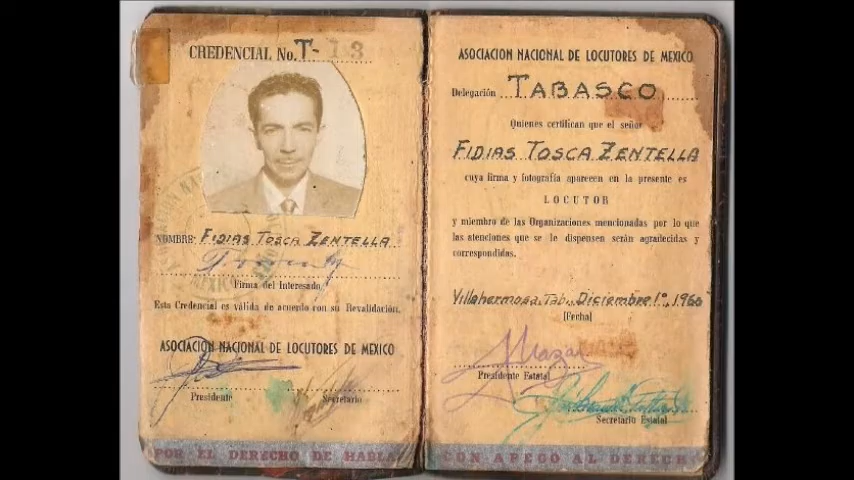 CREDENCIAL No. T-13
NOMBRE: FIDIAS TOSCA ZENTELLA
Firma del Interesado
Esta Credencial es válida de acuerdo con su Revalidación.
ASOCIACION NACIONAL DE LOCUTORES DE MEXICO
Presidente Secretario
POR EL DERECHO DE HABLA
ASOCIACION NACIONAL DE LOCUTORES DE MEXICO
Delegación TABASCO
Quienes certifican que el señor
FIDIAS TOSCA ZENTELLA
cuya firma y fotografía aparecen en la presente es
LOCUTOR
y miembro de las Organizaciones mencionadas por lo que
las atenciones que se le dispensen serán agradecidas y
correspondidas.
Villahermosa, Tab., Diciembre 1°, 1960
(Fecha)
Presidente Estatal
Secretario Estatal
CON APEGO AL DERECH